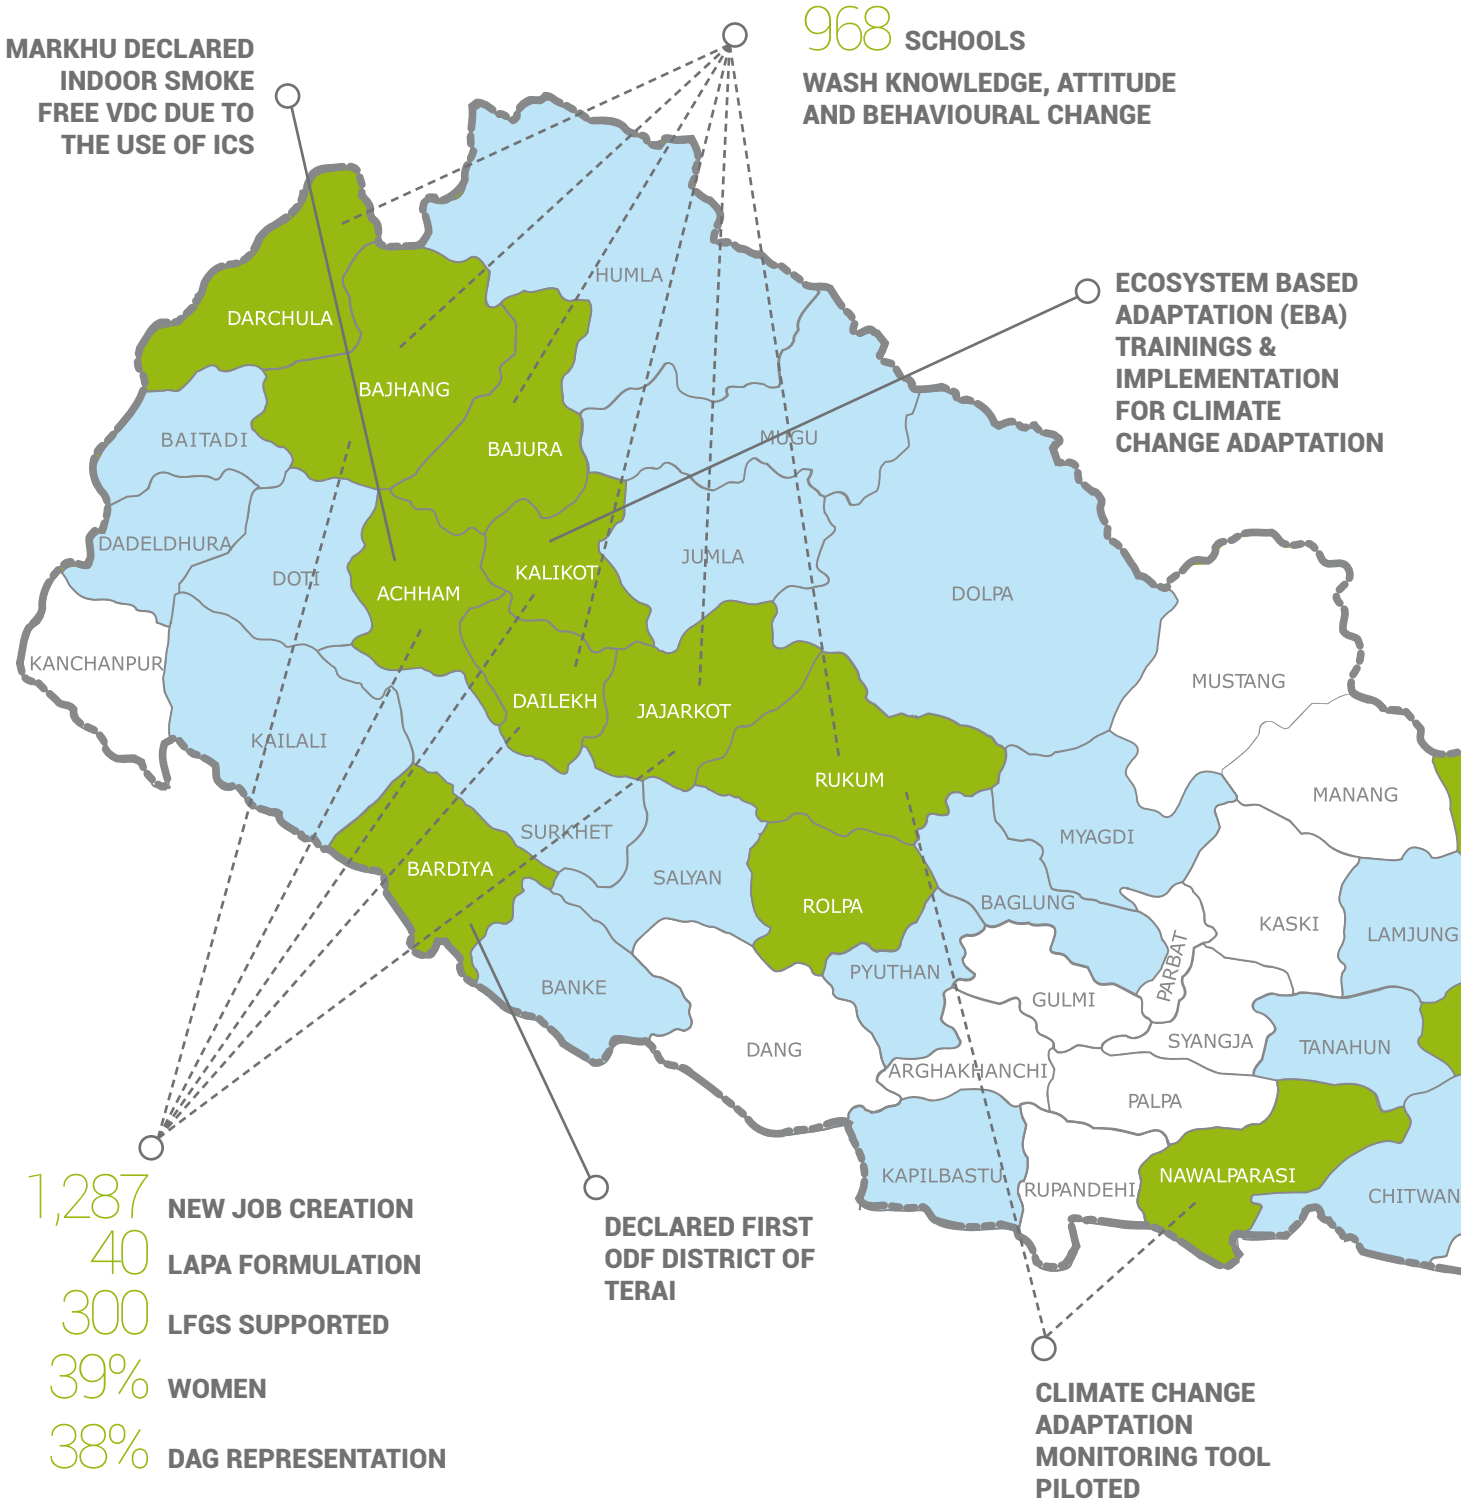 MARKHU DECLARED
INDOOR SMOKE
FREE VDC DUE TO
THE USE OF ICS
968 SCHOOLS
WASH KNOWLEDGE, ATTITUDE
AND BEHAVIOURAL CHANGE
ECOSYSTEM BASED
ADAPTATION (EBA)
TRAININGS &
IMPLEMENTATION
FOR CLIMATE
CHANGE ADAPTATION
HUMLA
DARCHULA
BAJHANG
BAITADI
BAJURA
MUGU
DADELDHURA
DOTI
ACHHAM
KALIKOT
JUMLA
DOLPA
KANCHANPUR
MUSTANG
DAILEKH
JAJARKOT
KAILALI
RUKUM
MANANG
SURKHET
MYAGDI
BARDIYA
SALYAN
ROLPA
BAGLUNG
KASKI
LAMJUNG
PARBAT
PYUTHAN
BANKE
GULMI
SYANGJA
TANAHUN
DANG
ARGHAKHANCHI
PALPA
KAPILBASTU
RUPANDEHI
NAWALPARASI
CHITWAN
1,287 NEW JOB CREATION
40 LAPA FORMULATION
300 LFGS SUPPORTED
39% WOMEN
38% DAG REPRESENTATION
DECLARED FIRST
ODF DISTRICT OF
TERAI
CLIMATE CHANGE
ADAPTATION
MONITORING TOOL
PILOTED